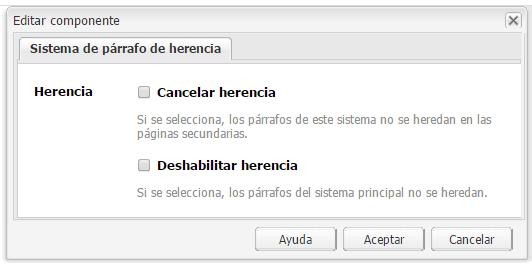 Editar componente
Sistema de párrafo de herencia
Herencia
Cancelar herencia
Si se selecciona, los párrafos de este sistema no se heredan en las
páginas secundarias.
Deshabilitar herencia
Si se selecciona, los párrafos del sistema principal no se heredan.
Ayuda
Aceptar
Cancelar